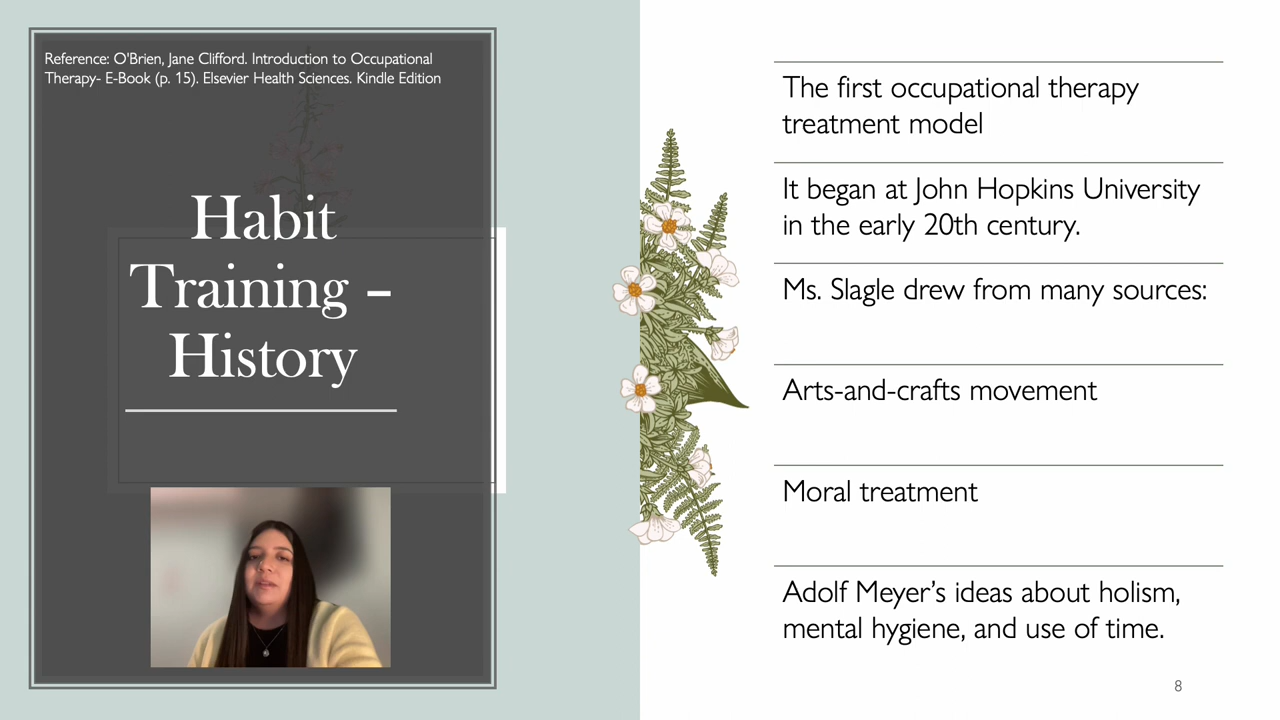 Reference: O'Brien, Jane Clifford. Introduction to Occupational
Therapy- E-Book (p. 15). Elsevier Health Sciences. Kindle Edition
Habit
Training –
History
The first occupational therapy
treatment model
It began at John Hopkins University
in the early 20th century.
Ms. Slagle drew from many sources:
Arts-and-crafts movement
Moral treatment
Adolf Meyer’s ideas about holism,
mental hygiene, and use of time.
8